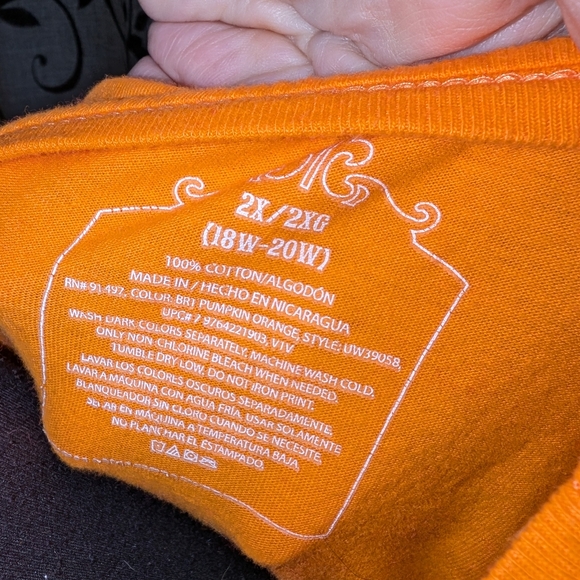 2X/2XG
(18W-20W)
100% COTTON/ALGODÓN
MADE IN / HECHO EN NICARAGUA
RN# 91497, COLOR: BR1 PUMPKIN ORANGE, STYLE: UW39058,
UPC# 7 9764221903, V1V
WASH DARK COLORS SEPARATELY, MACHINE WASH COLD,
ONLY NON-CHLORINE BLEACH WHEN NEEDED,
TUMBLE DRY LOW, DO NOT IRON PRINT.
LAVAR LOS COLORES OSCUROS SEPARADAMENTE,
LAVAR A MÁQUINA CON AGUA FRÍA, USAR SOLAMENTE
BLANQUEADOR SIN CLORO CUANDO SE NECESITE,
SECAR EN MÁQUINA A TEMPERATURA BAJA,
NO PLANCHAR EL ESTAMPADO.